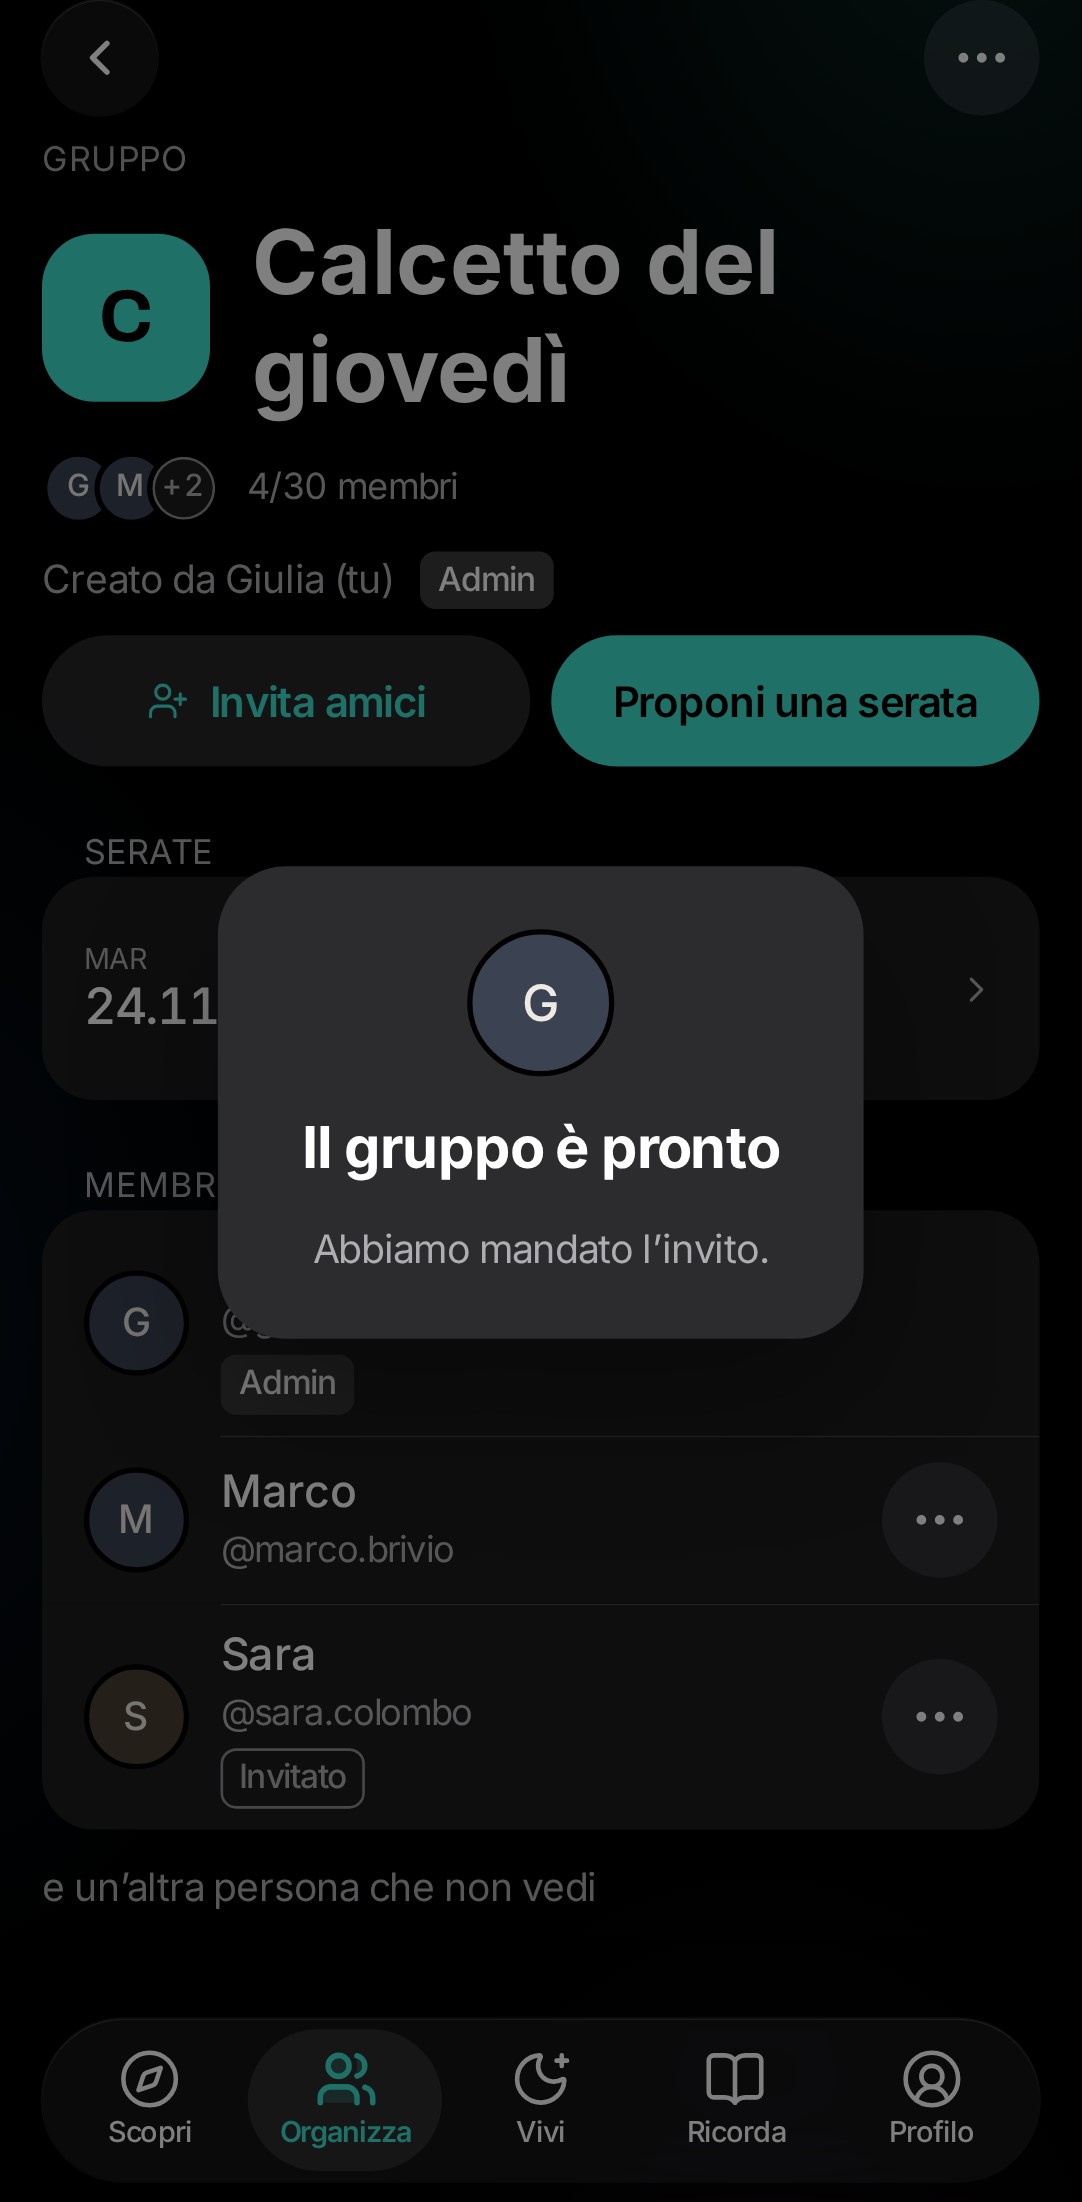 GRUPPO
C
Calcetto del
giovedì
G M +2 4/30 membri
Creato da Giulia (tu) Admin
Invita amici
Proponi una serata
SERATE
MAR
24.11
G
Il gruppo è pronto
Abbiamo mandato l’invito.
MEMBR
G
Admin
M
Marco
@marco.brivio
S
Sara
@sara.colombo
Invitato
e un’altra persona che non vedi
Scopri Organizza Vivi Ricorda Profilo